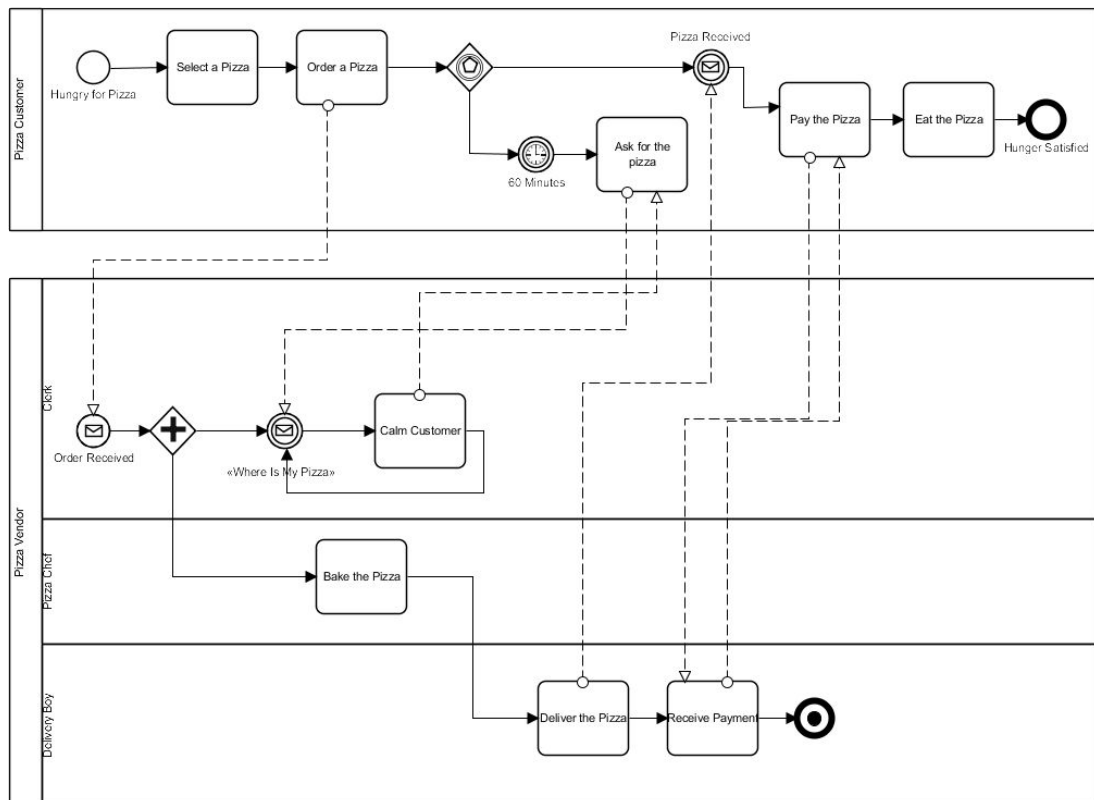 Pizza Customer
Hungry for Pizza
Select a Pizza
Order a Pizza
60 Minutes
Ask for the
pizza
Pizza Received
Pay the Pizza
Eat the Pizza
Hunger Satisfied
Pizza Vendor
Clerk
Order Received
«Where Is My Pizza»
Calm Customer
Pizza Chef
Bake the Pizza
Delivery Boy
Deliver the Pizza
Receive Payment